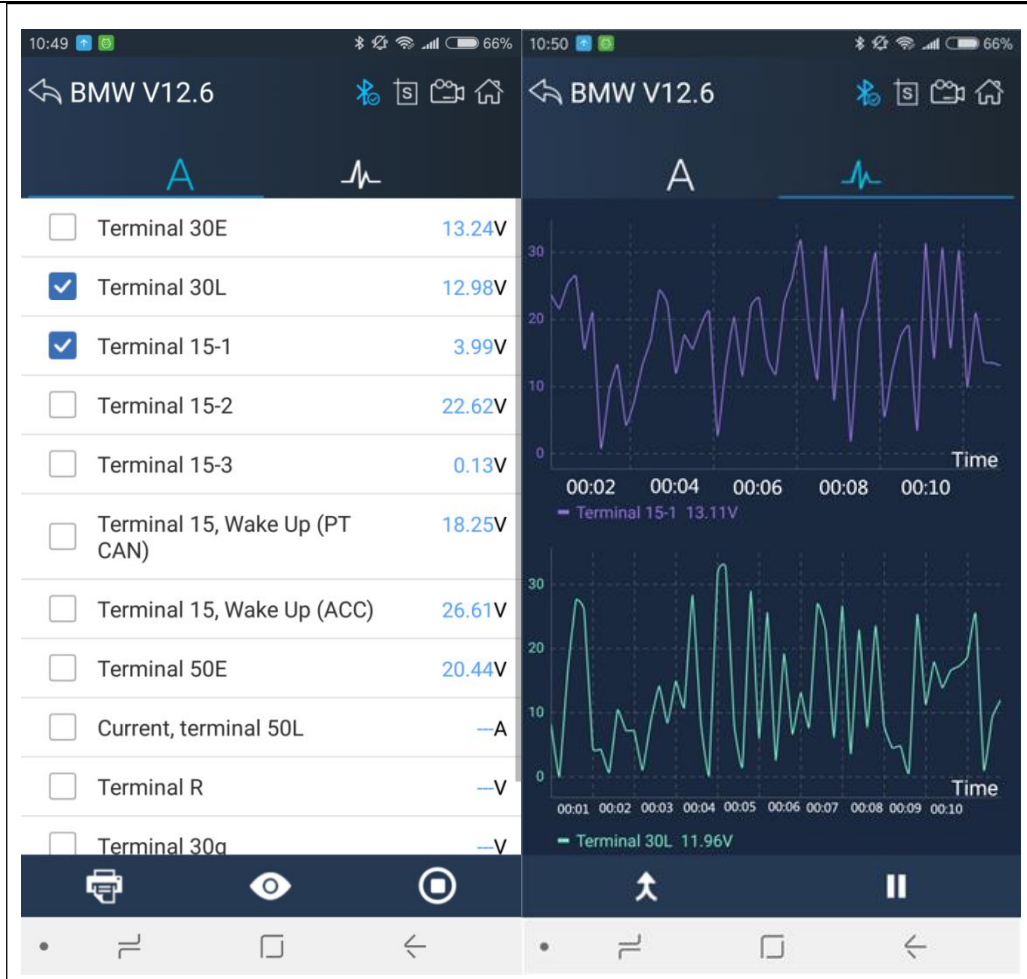 10:49
66%
BMW V12.6
S
A
Terminal 30E 13.24V
Terminal 30L 12.98V
Terminal 15-1 3.99V
Terminal 15-2 22.62V
Terminal 15-3 0.13V
Terminal 15, Wake Up (PT
CAN) 18.25V
Terminal 15, Wake Up (ACC) 26.61V
Terminal 50E 20.44V
Current, terminal 50L ---A
Terminal R ---V
Terminal 30g ---V
10:50
66%
BMW V12.6
S
A
30
20
10
0
Time
00:02 00:04 00:06 00:08 00:10
Terminal 15-1 13.11V
30
20
10
0
Time
00:01 00:02 00:03 00:04 00:05 00:06 00:07 00:08 00:09 00:10
Terminal 30L 11.96V